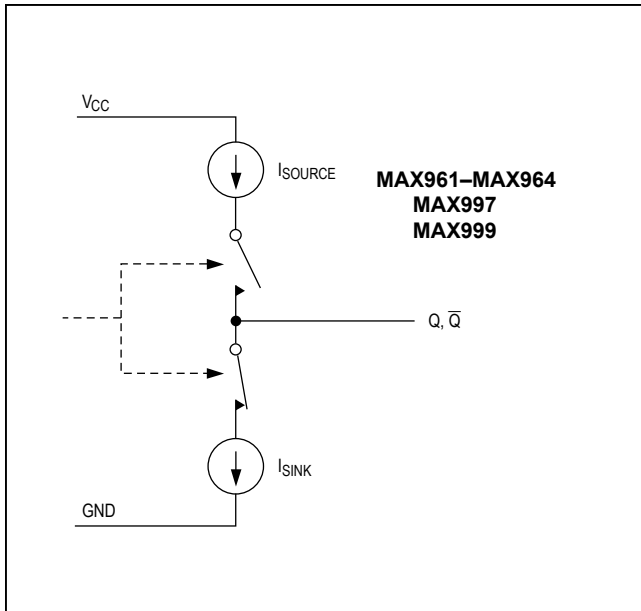 VCC
ISOURCE
MAX961–MAX964
MAX997
MAX999
Q, Q̅
ISINK
GND